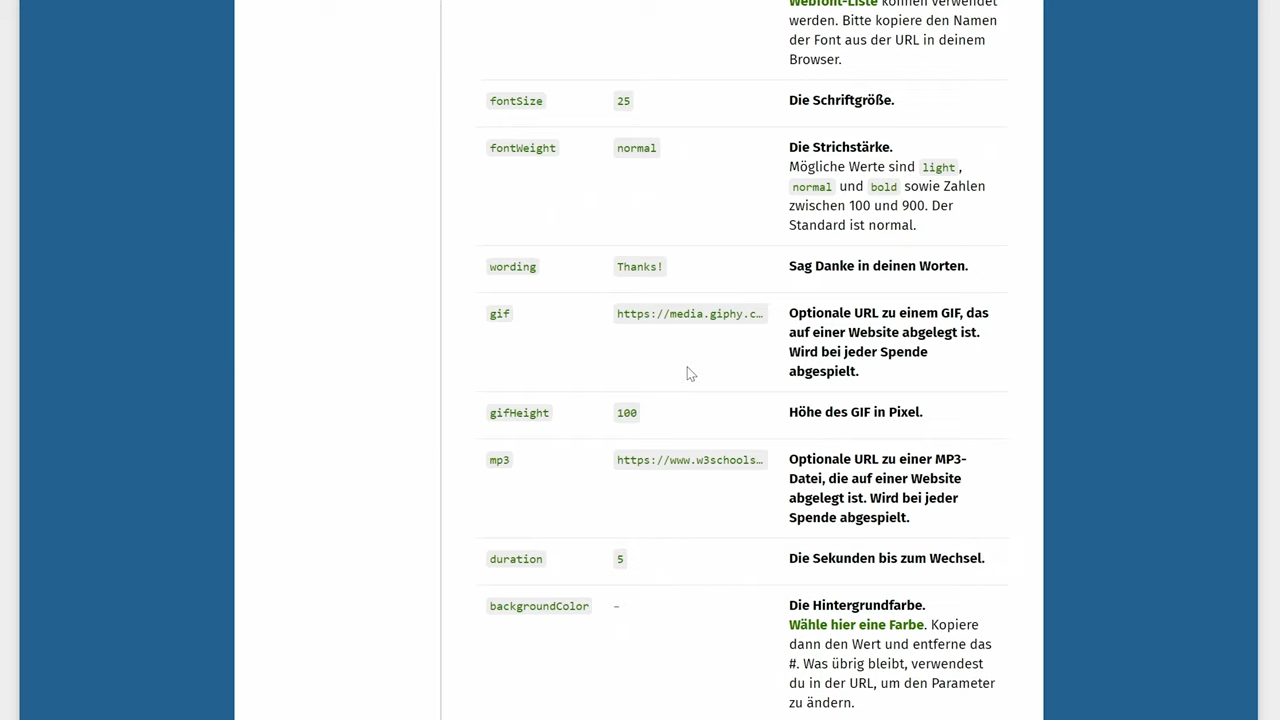 Webfont-Liste können verwendet
werden. Bitte kopiere den Namen
der Font aus der URL in deinem
Browser.
fontSize 25 Die Schriftgröße.
fontWeight normal Die Strichstärke.
Mögliche Werte sind light,
normal und bold sowie Zahlen
zwischen 100 und 900. Der
Standard ist normal.
wording Thanks! Sag Danke in deinen Worten.
gif https://media.giphy.c… Optionale URL zu einem GIF, das
auf einer Website abgelegt ist.
Wird bei jeder Spende
abgespielt.
gifHeight 100 Höhe des GIF in Pixel.
mp3 https://www.w3schools… Optionale URL zu einer MP3-
Datei, die auf einer Website
abgelegt ist. Wird bei jeder
Spende abgespielt.
duration 5 Die Sekunden bis zum Wechsel.
backgroundColor – Die Hintergrundfarbe.
Wähle hier eine Farbe. Kopiere
dann den Wert und entferne das
#. Was übrig bleibt, verwendest
du in der URL, um den Parameter
zu ändern.